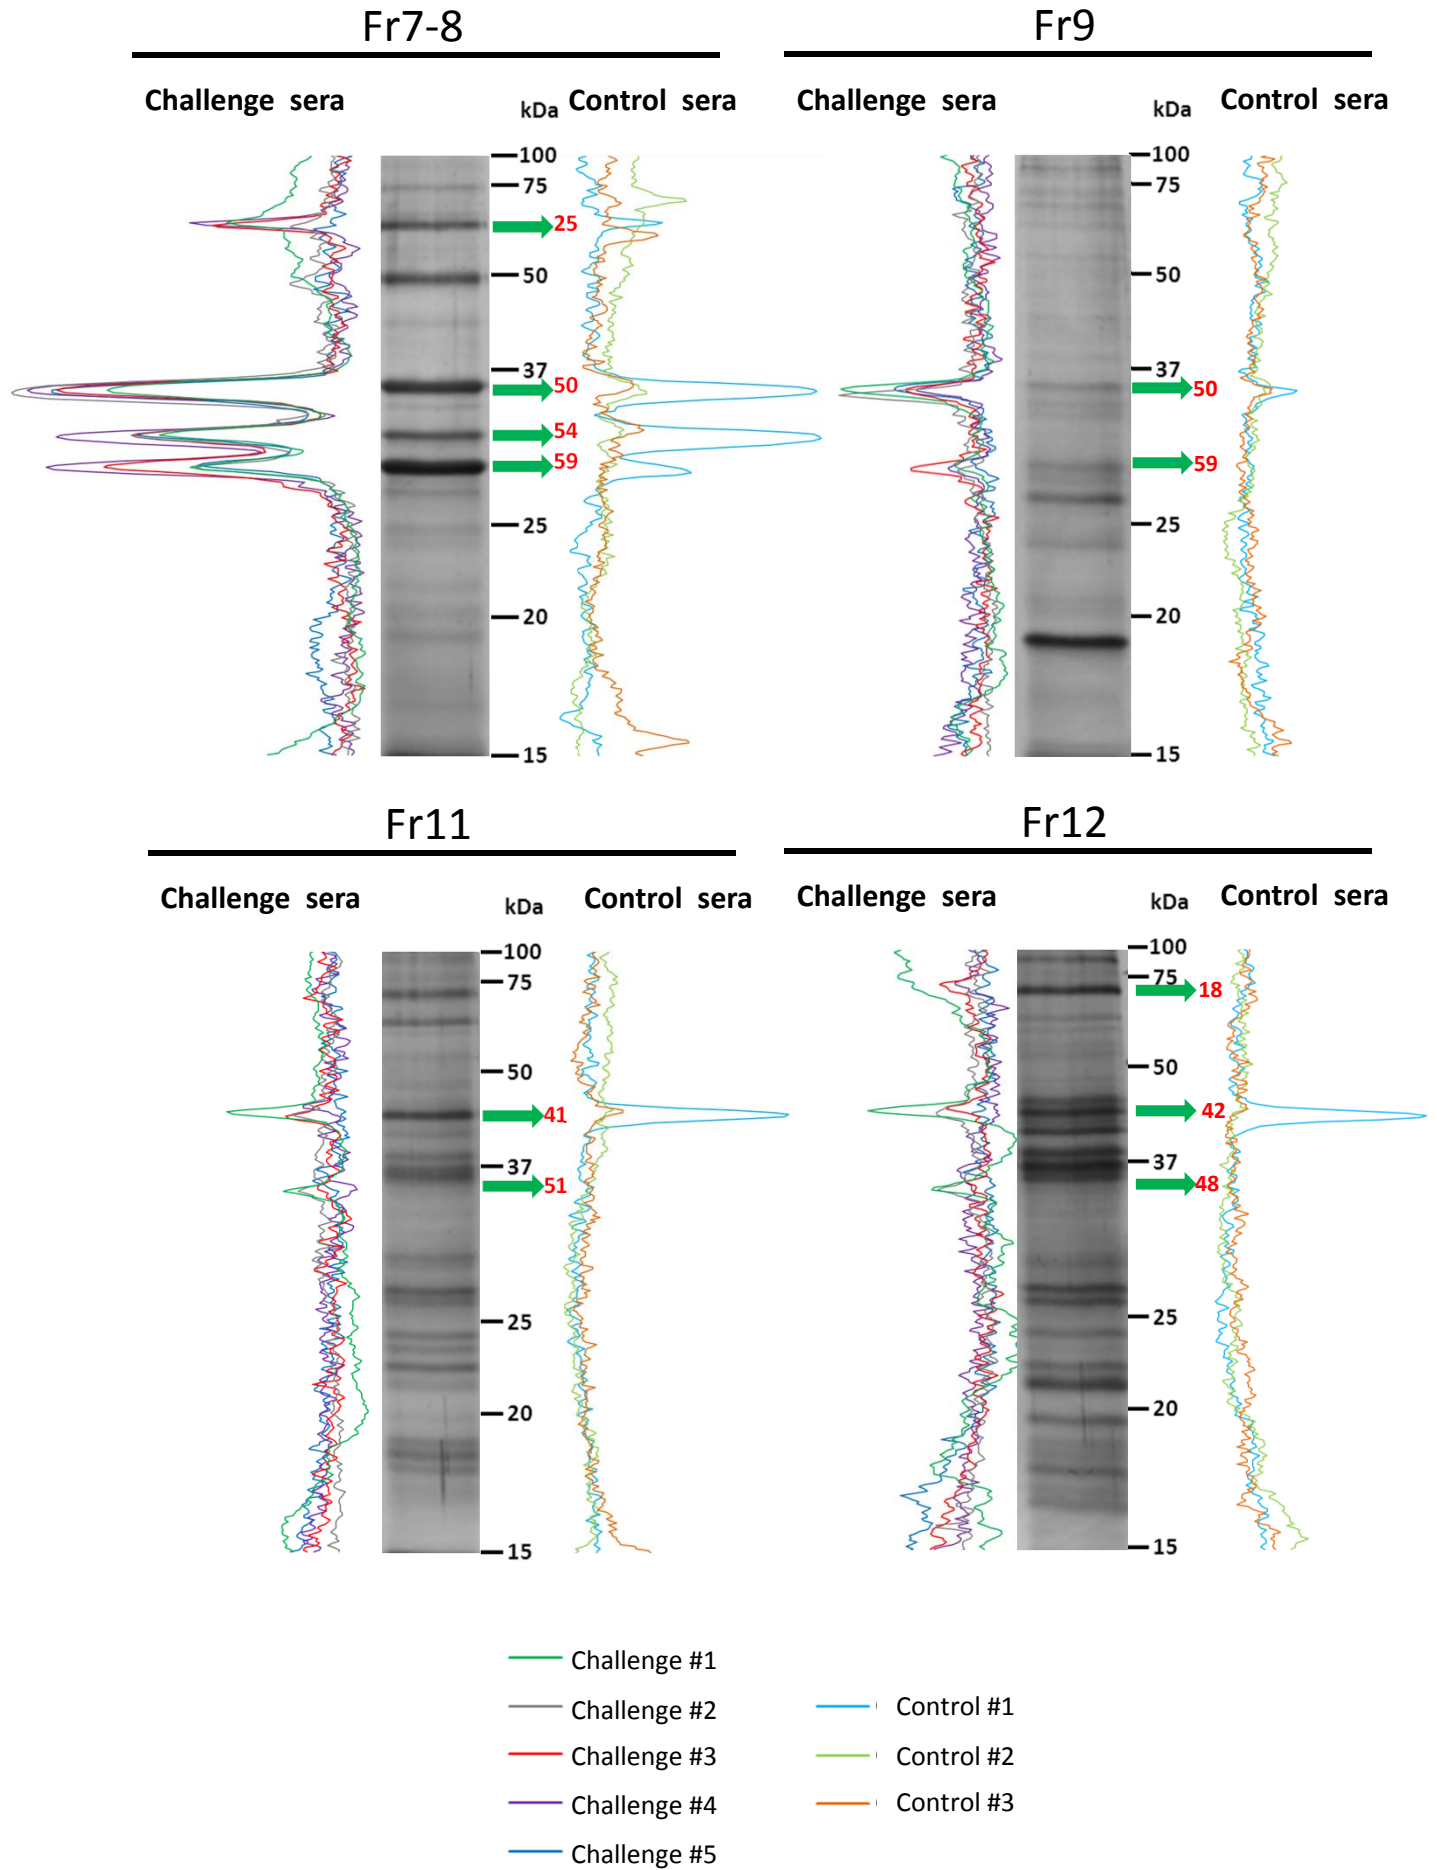 Fr7-8
Fr9
Challenge sera
kDa
Control sera
Challenge sera
kDa
Control sera
100
75
25
50
37
50
54
59
25
20
15
100
75
50
37
50
59
25
20
15
Fr11
Fr12
Challenge sera
kDa
Control sera
Challenge sera
kDa
Control sera
100
75
50
41
37
51
25
20
15
100
75
18
50
42
37
48
25
20
15
Challenge #1
Challenge #2
Challenge #3
Challenge #4
Challenge #5
Control #1
Control #2
Control #3